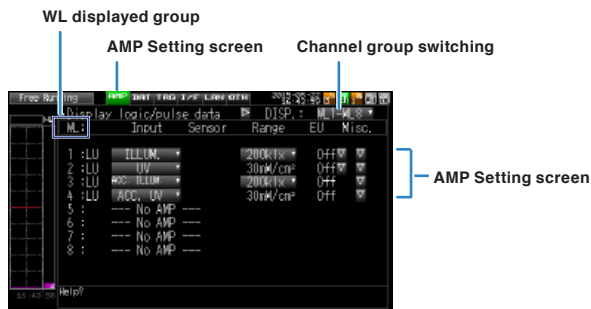 WL displayed group
AMP Setting screen Channel group switching
Free Running AMP DAT TRG I/F LAN OTH
Display logic/pulse data DISP.: WL1-WL8
WL: Input Sensor Range EU Misc.
1 :LU ILLUM. 200klx Off
2 :LU UV 30mW/cm² Off
3 :LU ACC. ILLUM 200klx Off
4 :LU ACC. UV 30mW/cm² Off
5 : --- No AMP ---
6 : --- No AMP ---
7 : --- No AMP ---
8 : --- No AMP ---
AMP Setting screen
Help?